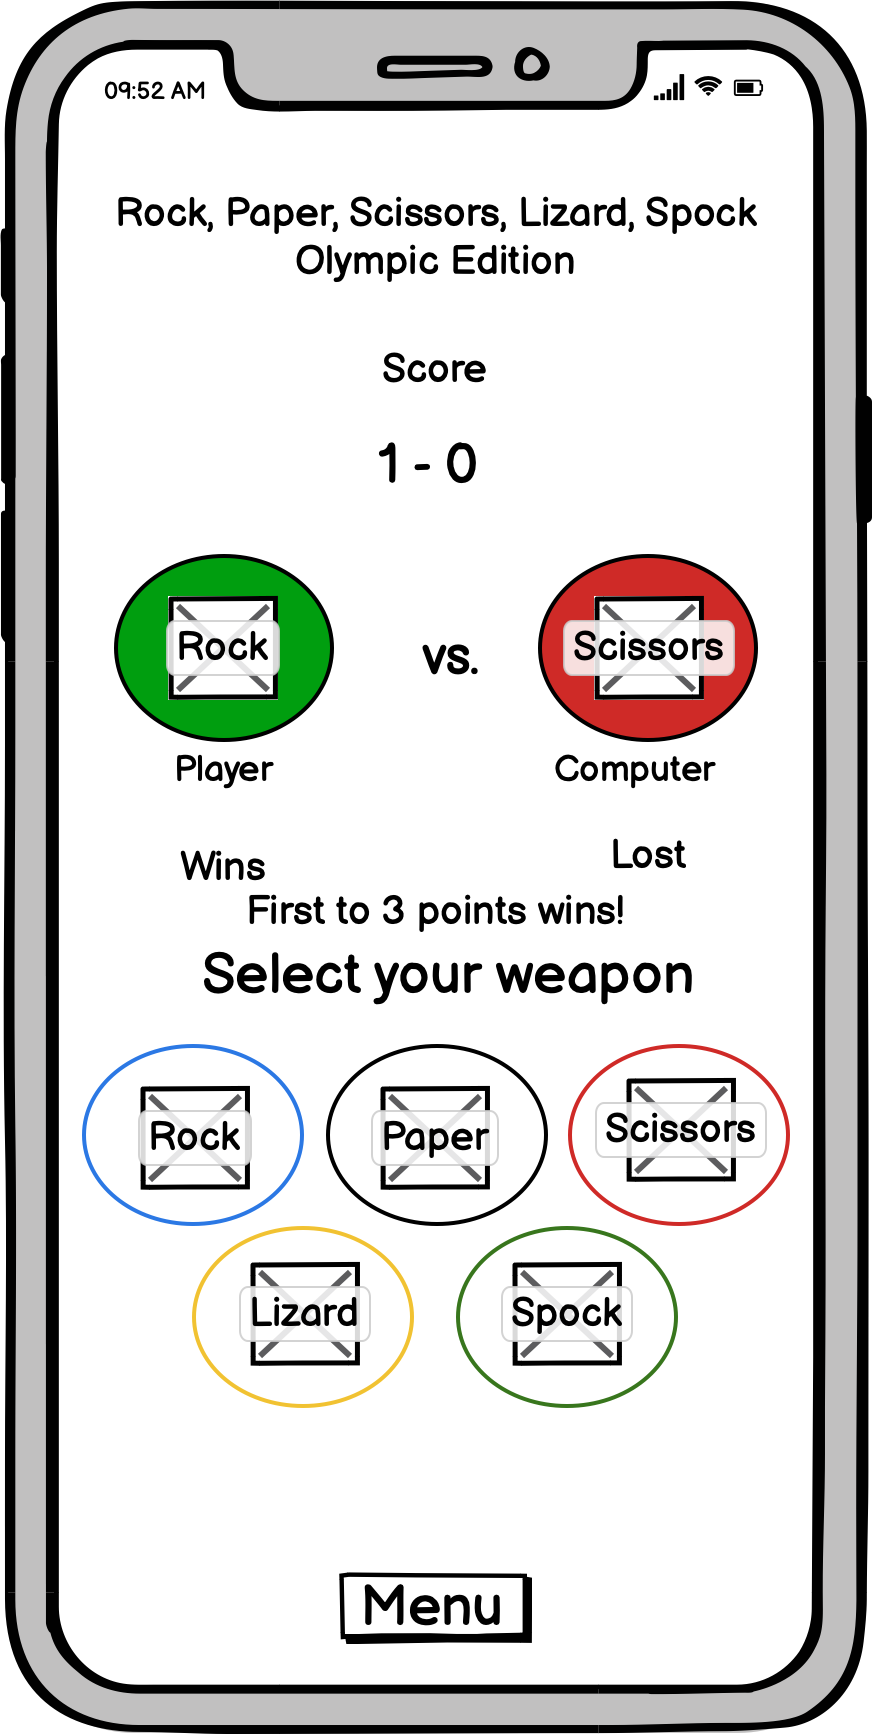 09:52 AM
Rock, Paper, Scissors, Lizard, Spock
Olympic Edition
Score
1 - 0
Rock
vs.
Scissors
Player
Computer
Wins
Lost
First to 3 points wins!
Select your weapon
Rock
Paper
Scissors
Lizard
Spock
Menu